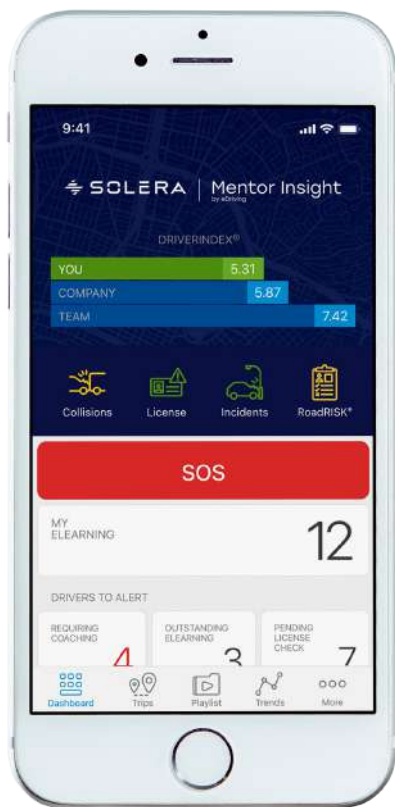 9:41
SOLERA | Mentor Insight
by eDriving
DRIVERINDEX®
YOU 5.31
COMPANY 5.87
TEAM 7.42
Collisions License Incidents RoadRISK®
SOS
MY
ELEARNING
12
DRIVERS TO ALERT
REQUIRING
COACHING
4
OUTSTANDING
ELEARNING
3
PENDING
LICENSE
CHECK
7
Dashboard Trips Playlist Trends More